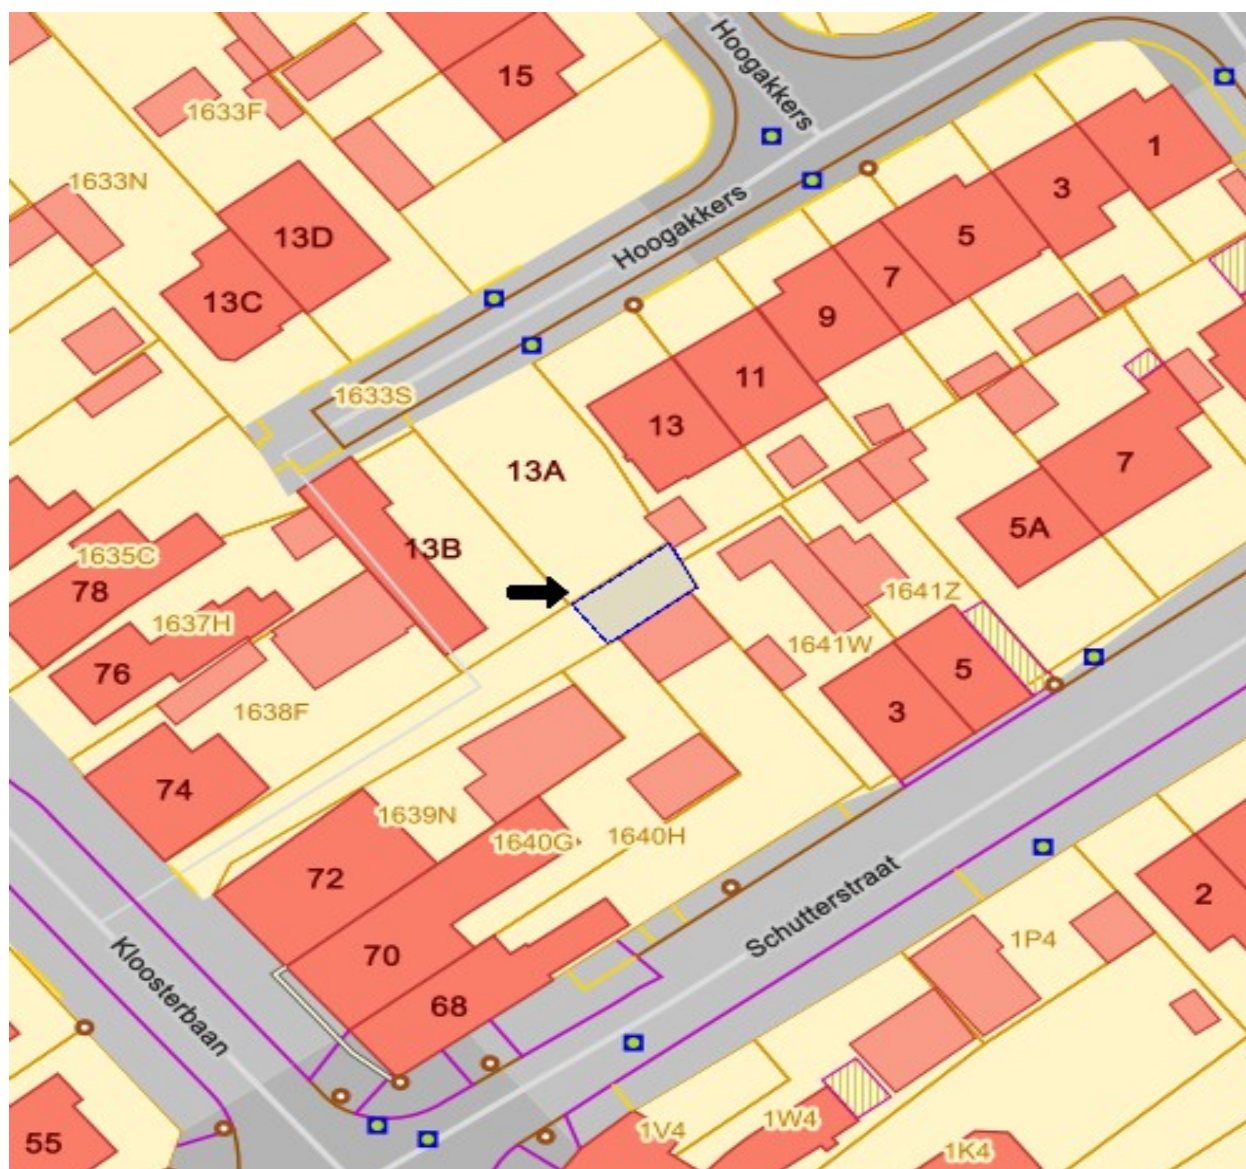 Hoogakkers
15
1633F
1
1633N
3
13D
Hoogakkers
5
7
13C
9
11
1633S
13
7
13A
5A
13B
1635C
78
1641Z
1637H
1641W
76
5
3
1638F
74
1639N
1640G
1640H
72
Schutterstraat
2
1P4
70
Kloosterbaan
68
1W4
1V4
55
1K4